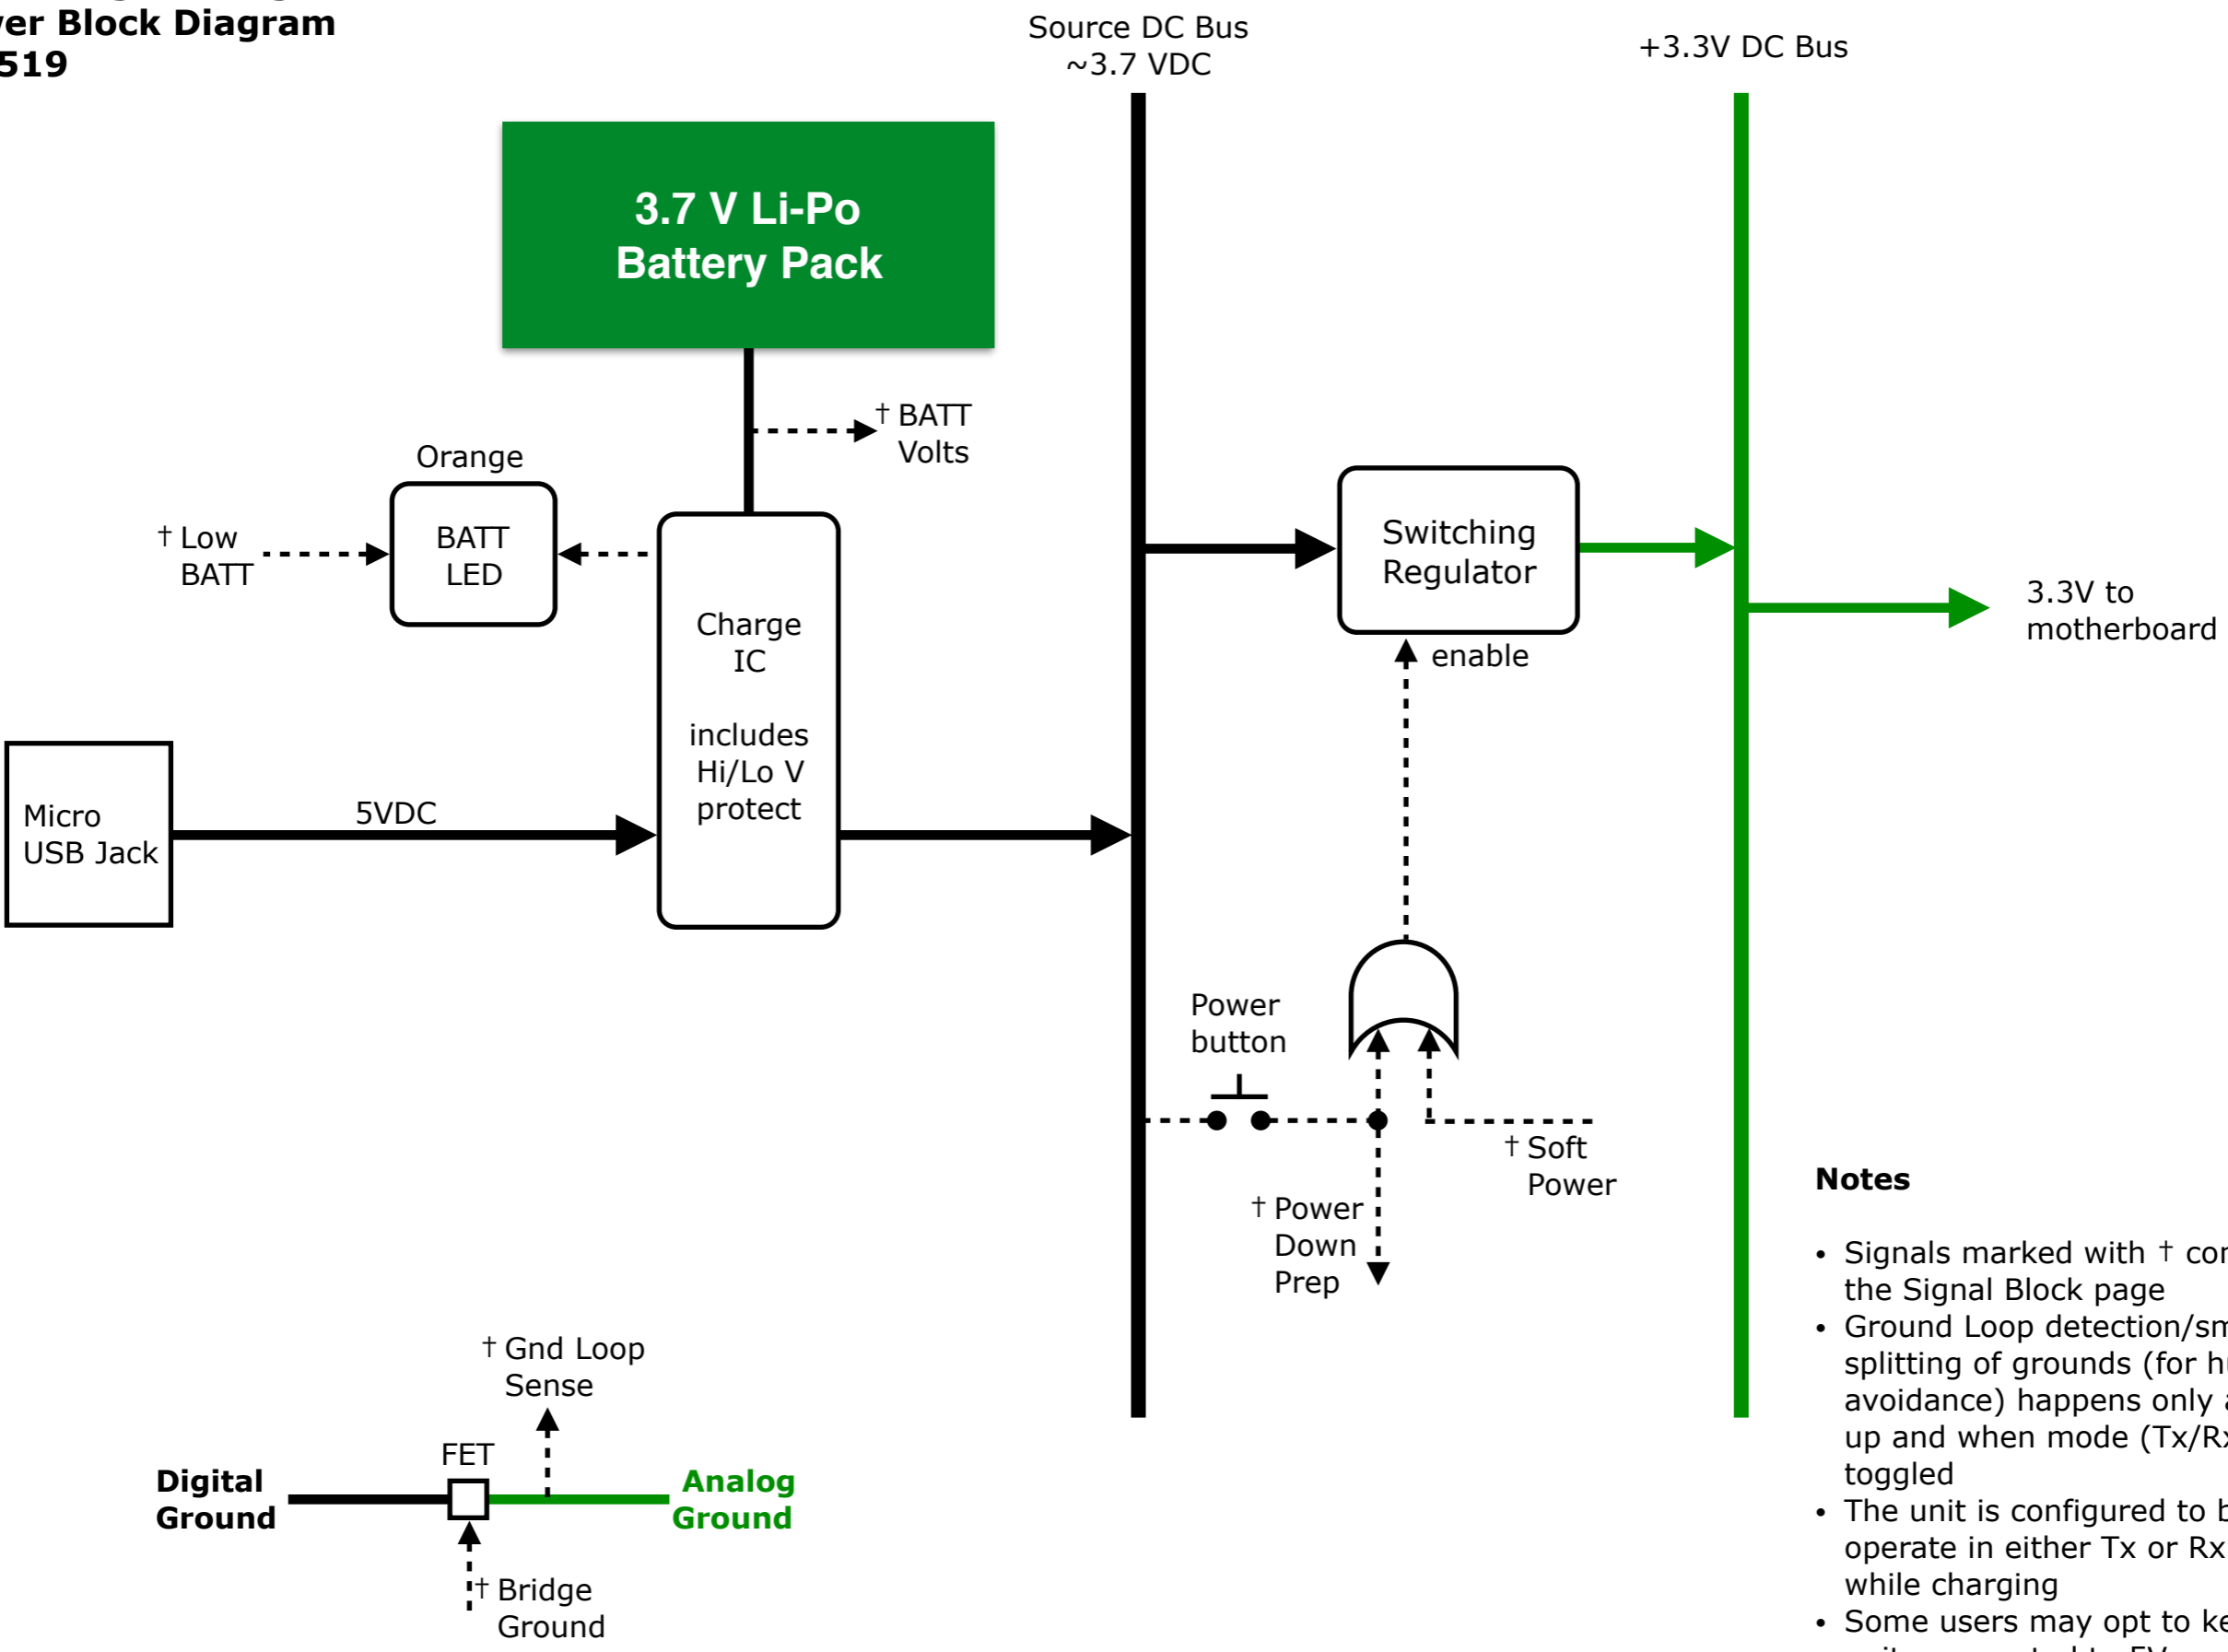 Block Diagram
519
Source DC Bus
~3.7 VDC
+3.3V DC Bus
3.7 V Li-Po
Battery Pack
† BATT
Volts
Orange
† Low
BATT
BATT
LED
Charge
IC
includes
Hi/Lo V
protect
Micro
USB Jack
5VDC
Switching
Regulator
enable
3.3V to
motherboard
Power
button
† Soft
Power
† Power
Down
Prep
† Gnd Loop
Sense
FET
Digital
Ground
Analog
Ground
† Bridge
Ground
Notes
• Signals marked with †
the Signal Block page
• Ground Loop
splitting of grounds (for
avoidance) happens only
up and when mode
toggled
• The unit is configured to
operate in either Tx or Rx
while charging
• Some users may opt to